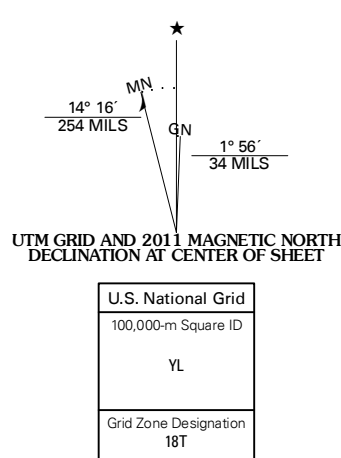 ★
MN
14° 16´
254 MILS
GN
1° 56´
34 MILS
UTM GRID AND 2011 MAGNETIC NORTH
DECLINATION AT CENTER OF SHEET
U.S. National Grid
100,000-m Square ID
YL
Grid Zone Designation
18T